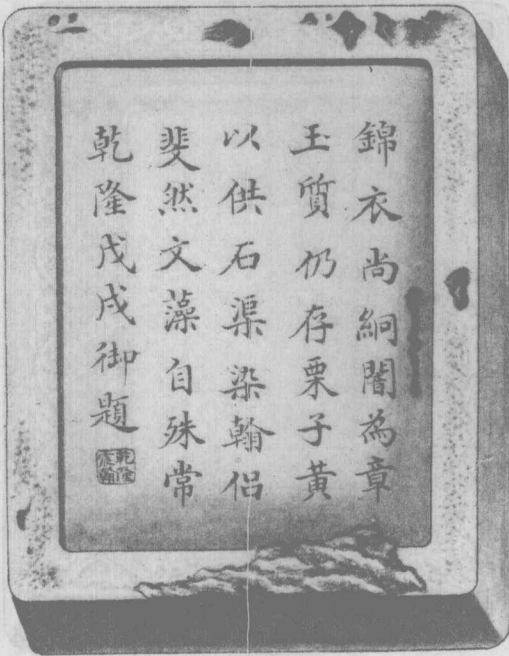 錦衣尚絅闇為章
玉質仍存栗子黃
以供石渠染翰侣
斐然文藻自殊常
乾隆戊戌御題